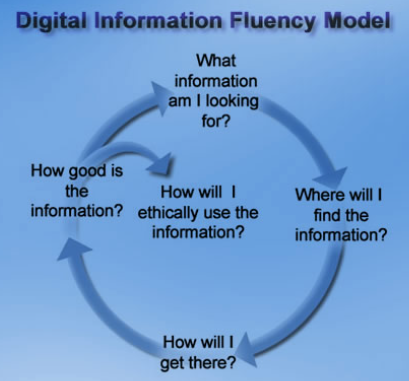 Digital Information Fluency Model
What
information
am I looking
for?
Where will I
find the
information?
How will I
get there?
How good is
the
information?
How will I
ethically use the
information?